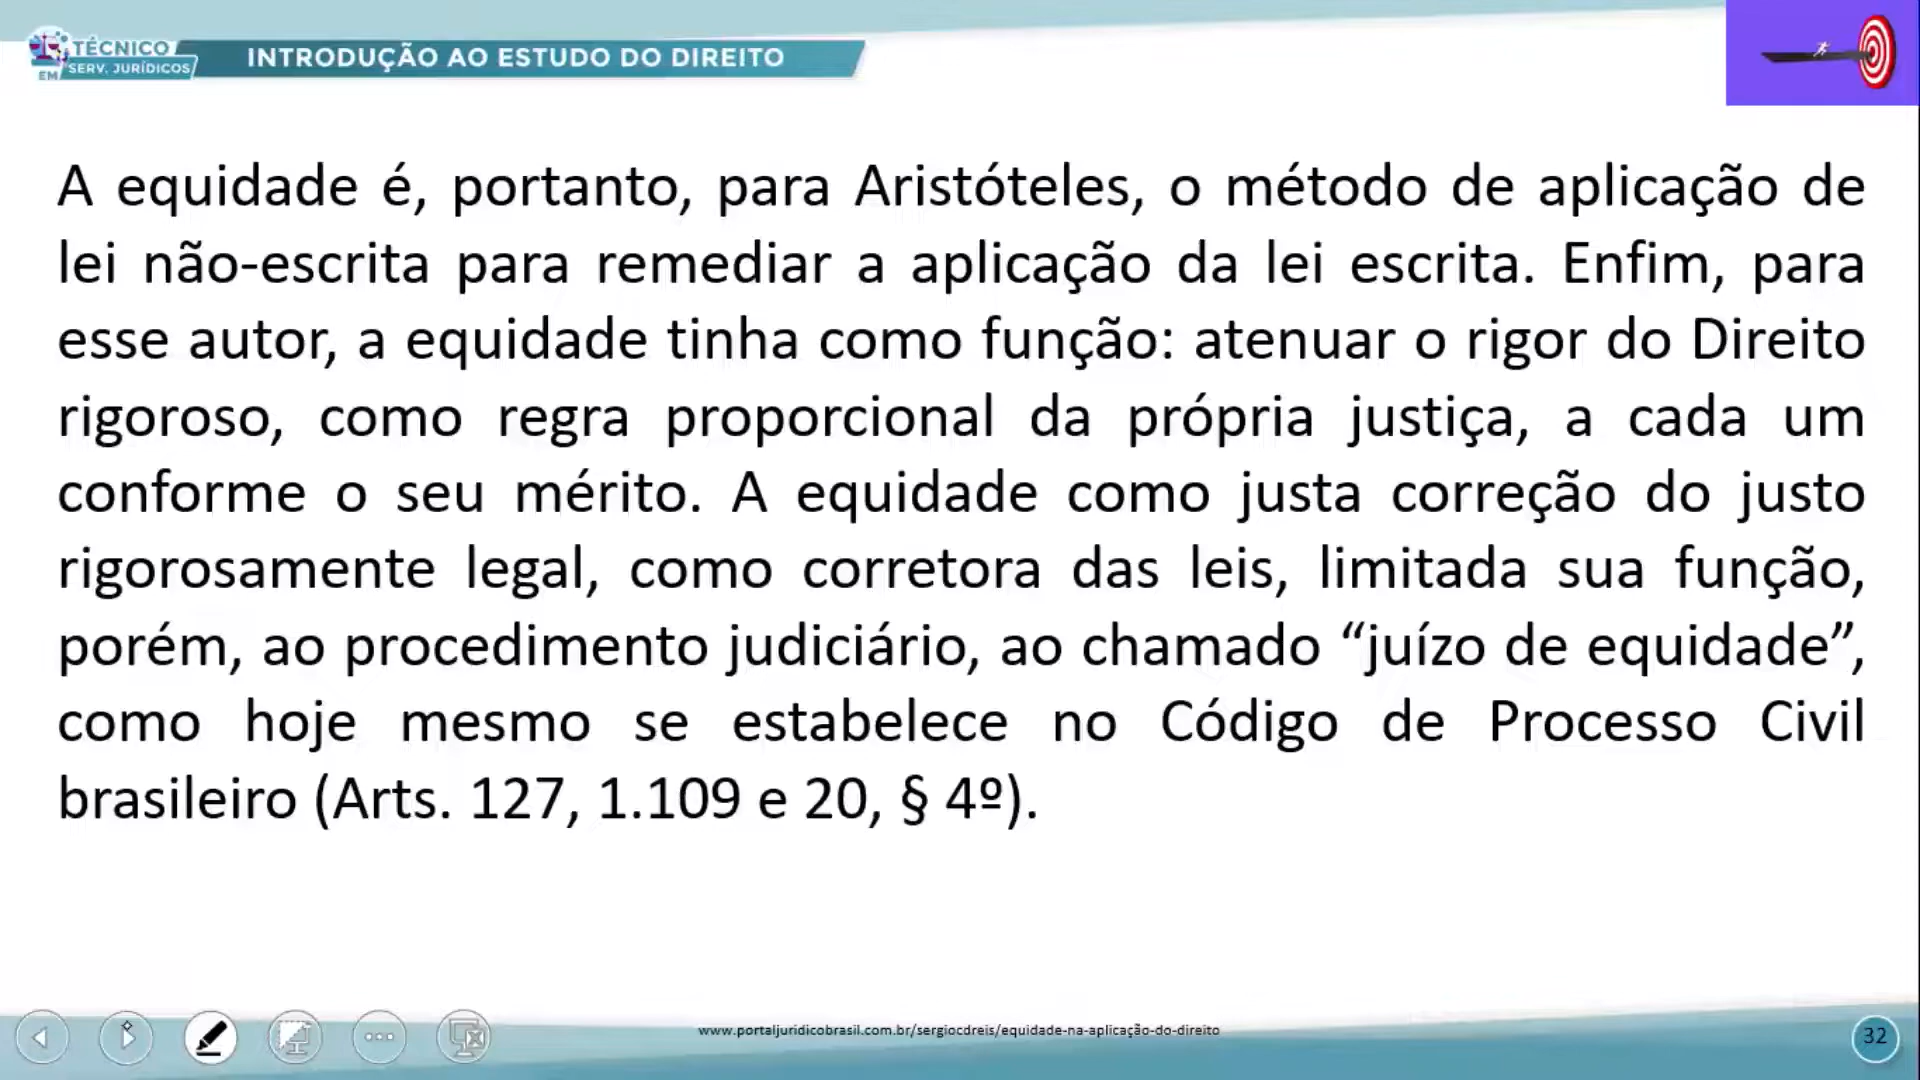 TÉCNICO
EM SERV. JURÍDICOS
INTRODUÇÃO AO ESTUDO DO DIREITO
A equidade é, portanto, para Aristóteles, o método de aplicação de
lei não-escrita para remediar a aplicação da lei escrita. Enfim, para
esse autor, a equidade tinha como função: atenuar o rigor do Direito
rigoroso, como regra proporcional da própria justiça, a cada um
conforme o seu mérito. A equidade como justa correção do justo
rigorosamente legal, como corretora das leis, limitada sua função,
porém, ao procedimento judiciário, ao chamado “juízo de equidade”,
como hoje mesmo se estabelece no Código de Processo Civil
brasileiro (Arts. 127, 1.109 e 20, § 4º).
www.portaljuridicobrasil.com.br/sergiocdreis/equidade-na-aplicação-do-direito
32